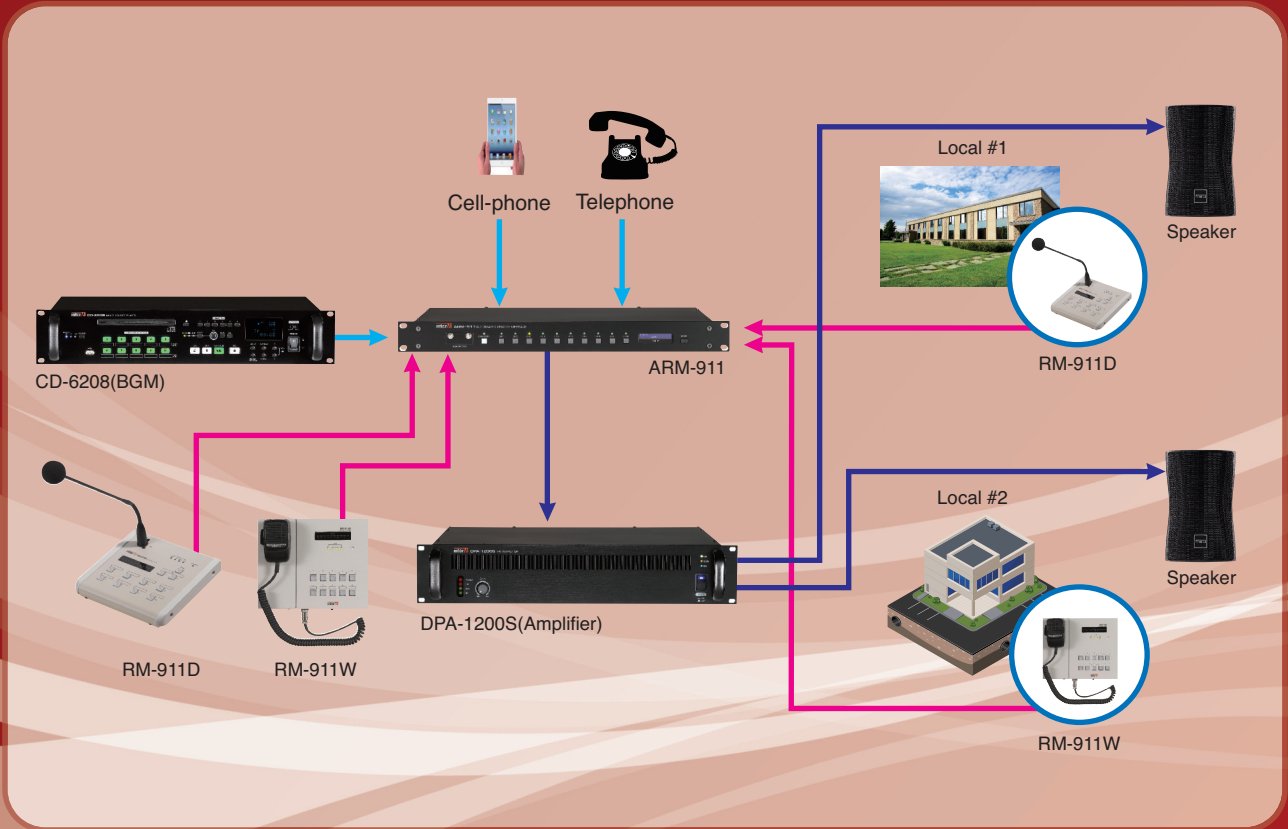 Cell-phone
Telephone
Local #1
Speaker
RM-911D
CD-6208(BGM)
ARM-911
Local #2
Speaker
DPA-1200S(Amplifier)
RM-911D
RM-911W
RM-911W